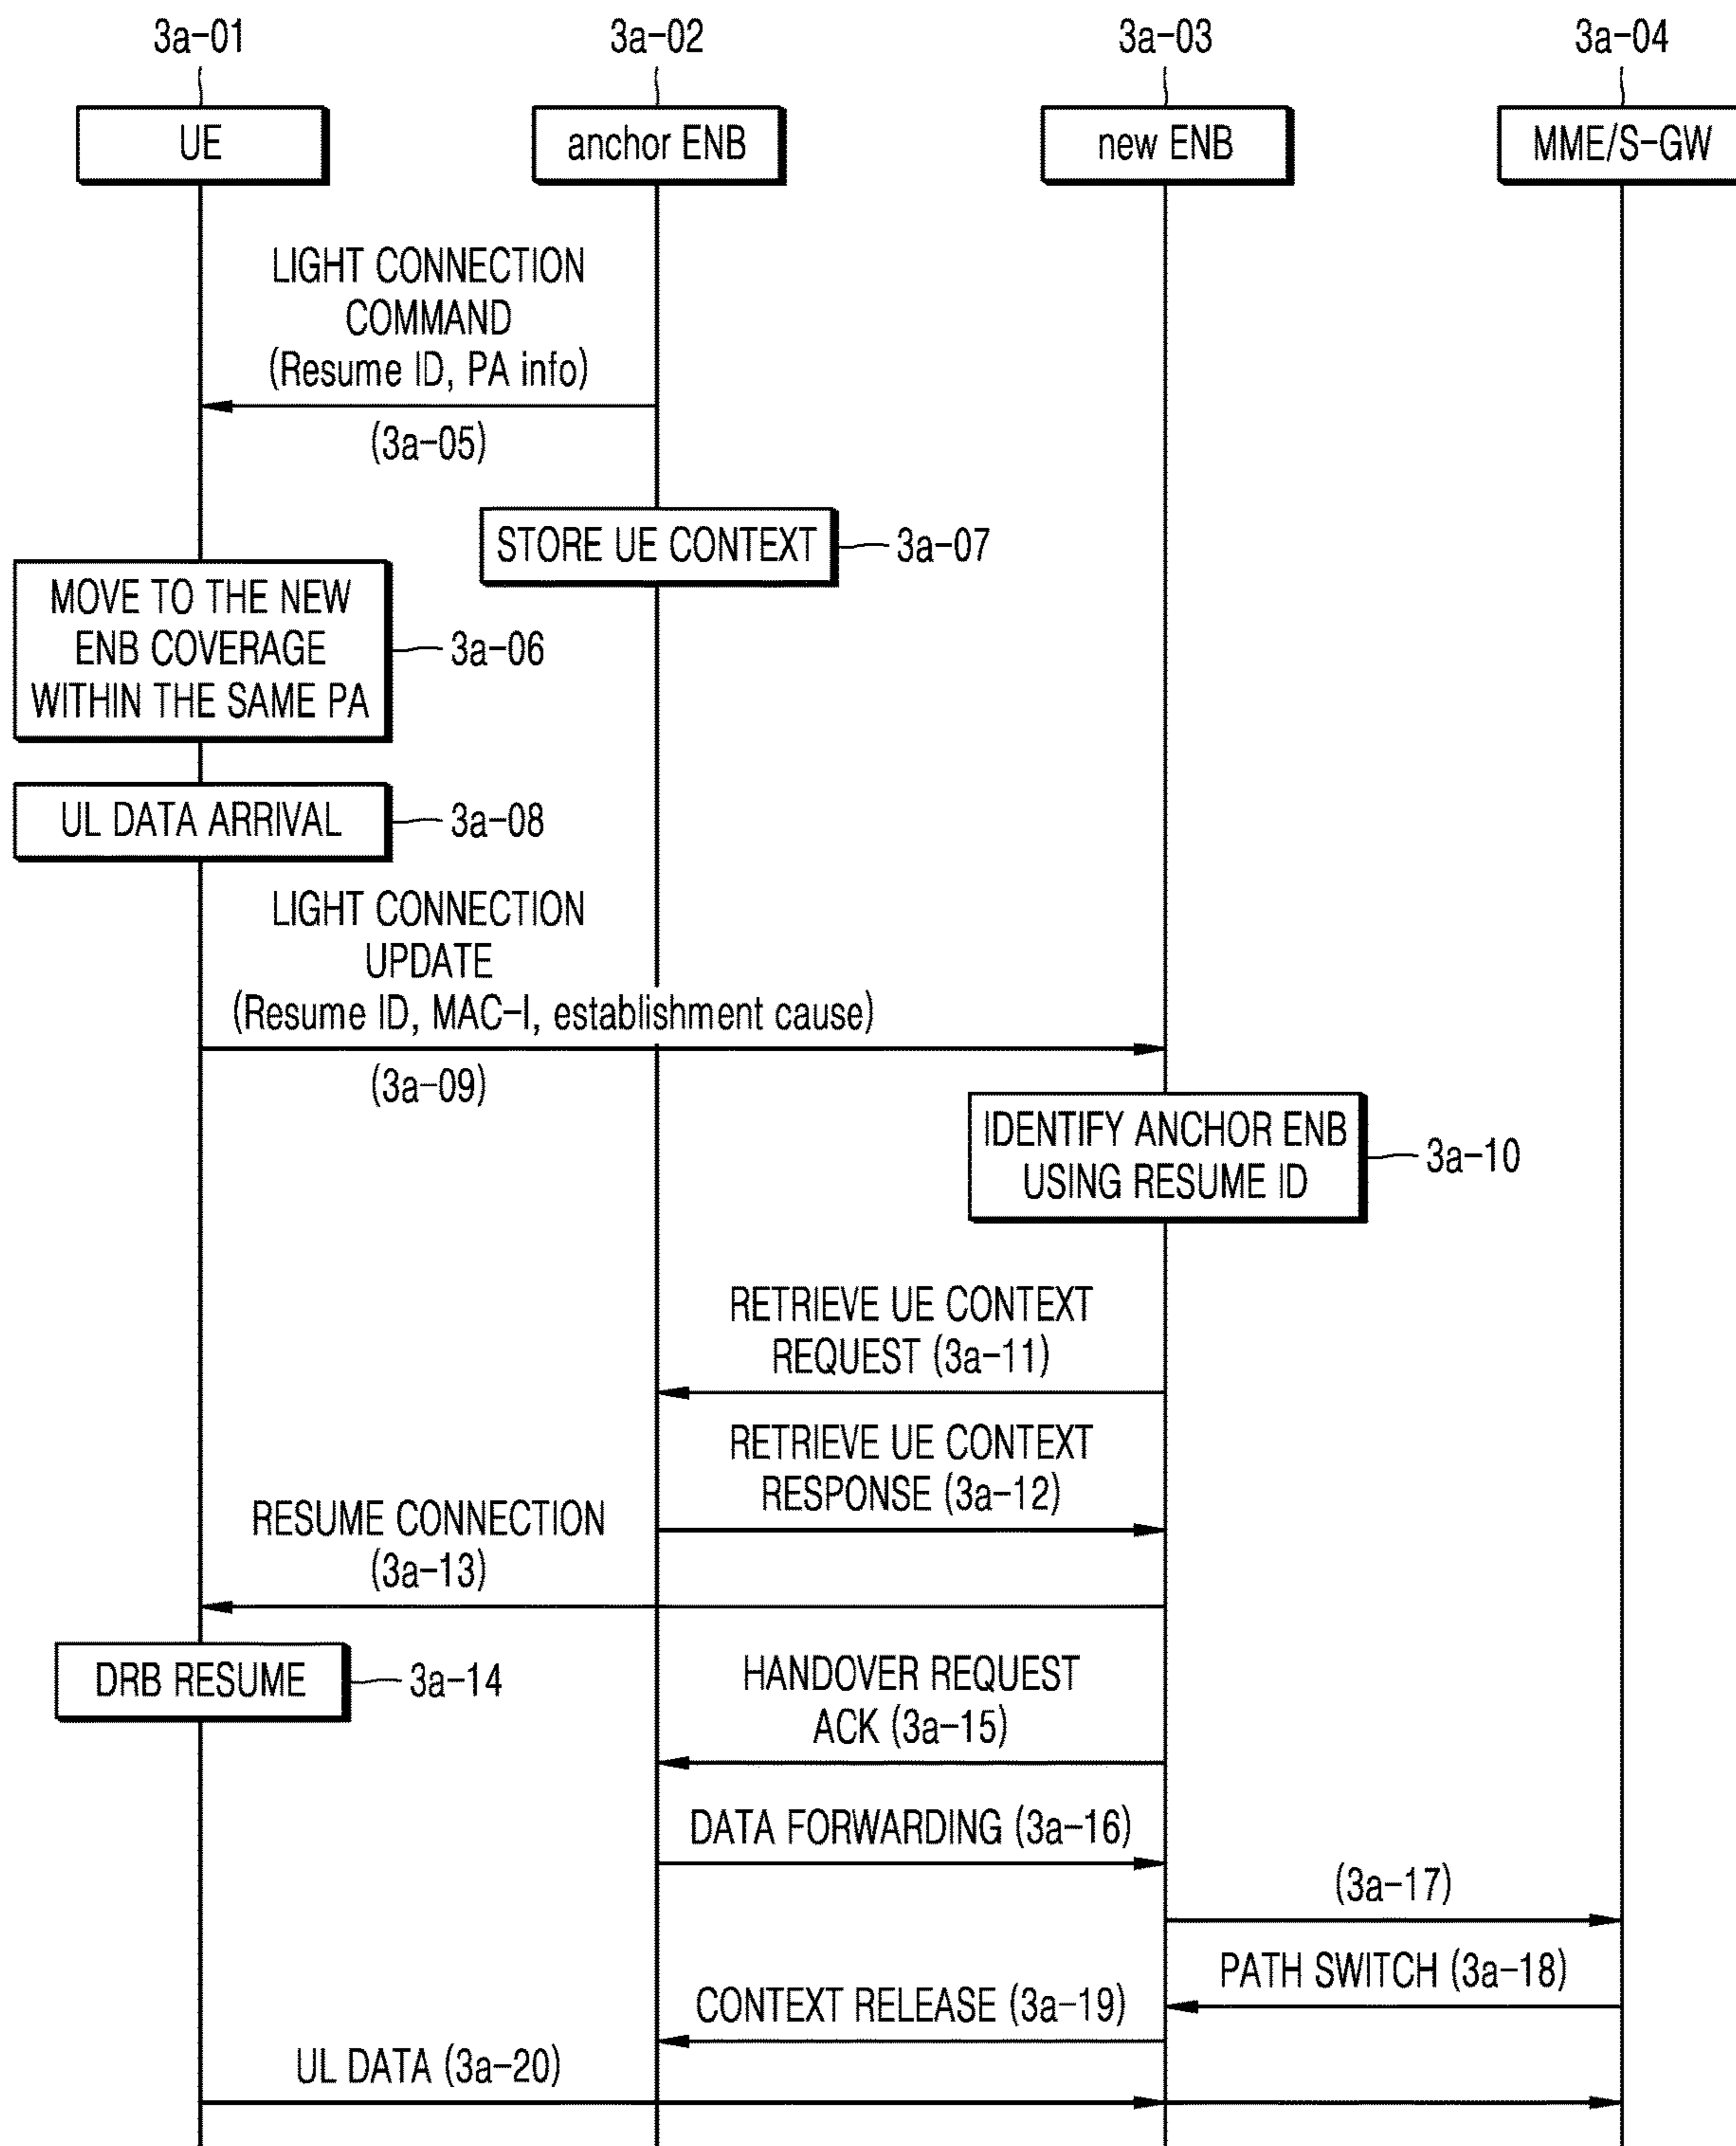 3a-01
3a-02
3a-03
3a-04
UE
anchor ENB
new ENB
MME/S-GW
LIGHT CONNECTION
COMMAND
(Resume ID, PA info)
(3a-05)
STORE UE CONTEXT
3a-07
MOVE TO THE NEW
ENB COVERAGE
WITHIN THE SAME PA
3a-06
UL DATA ARRIVAL
3a-08
LIGHT CONNECTION
UPDATE
(Resume ID, MAC-I, establishment cause)
(3a-09)
IDENTIFY ANCHOR ENB
USING RESUME ID
3a-10
RETRIEVE UE CONTEXT
REQUEST (3a-11)
RETRIEVE UE CONTEXT
RESPONSE (3a-12)
RESUME CONNECTION
(3a-13)
DRB RESUME
3a-14
HANDOVER REQUEST
ACK (3a-15)
DATA FORWARDING (3a-16)
(3a-17)
PATH SWITCH (3a-18)
CONTEXT RELEASE (3a-19)
UL DATA (3a-20)